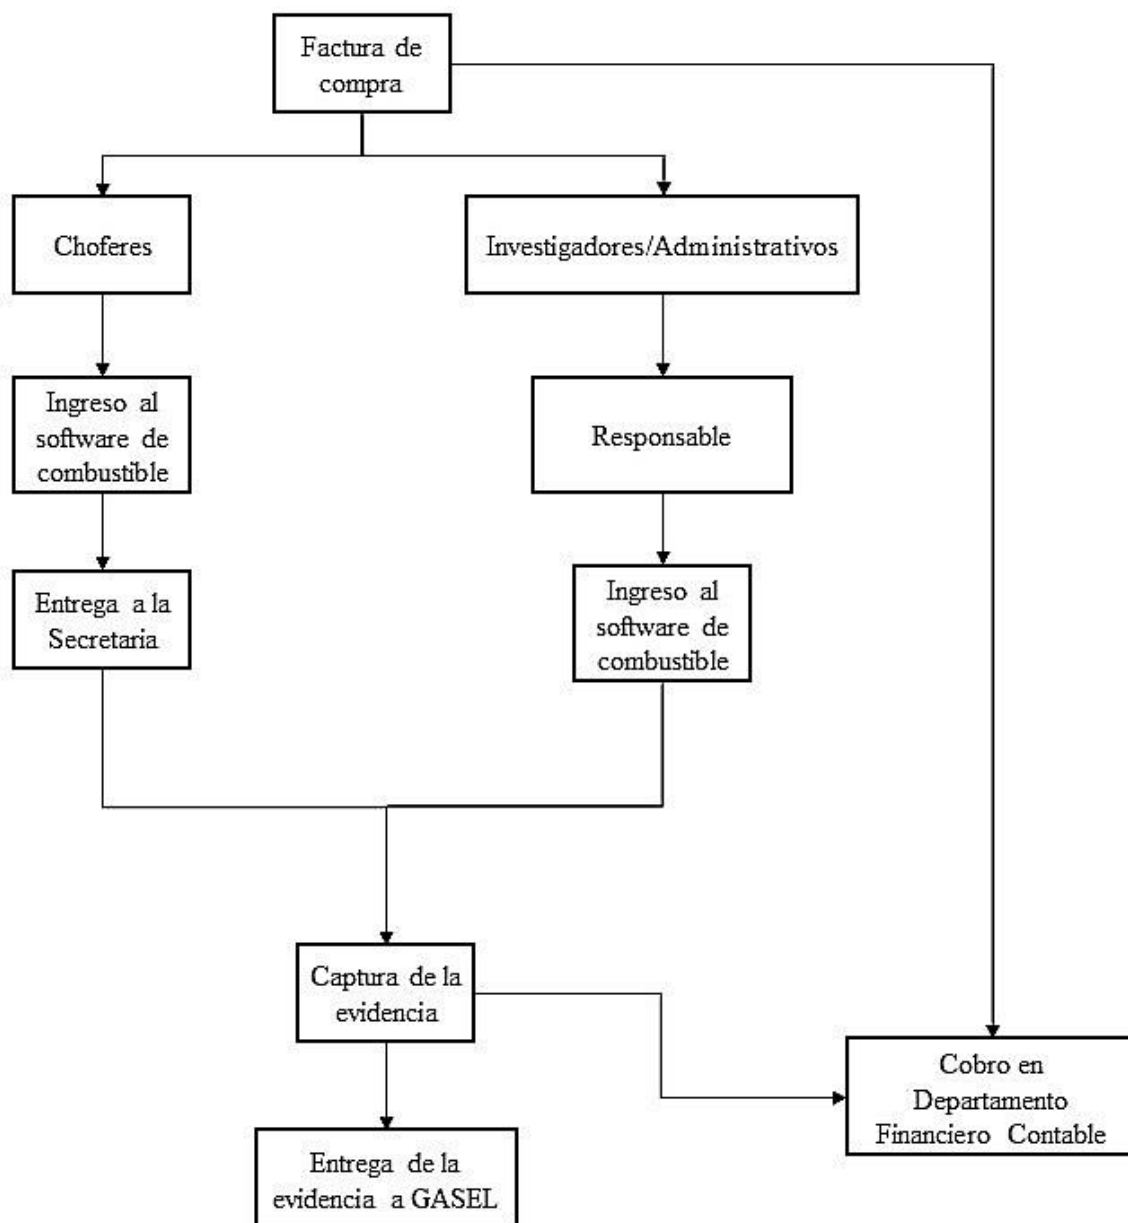 Factura de
compra
Choferes
Investigadores/Administrativos
Ingreso al
software de
combustible
Responsable
Entrega a la
Secretaria
Ingreso al
software de
combustible
Captura de la
evidencia
Cobro en
Departamento
Financiero Contable
Entrega de la
evidencia a GASEL